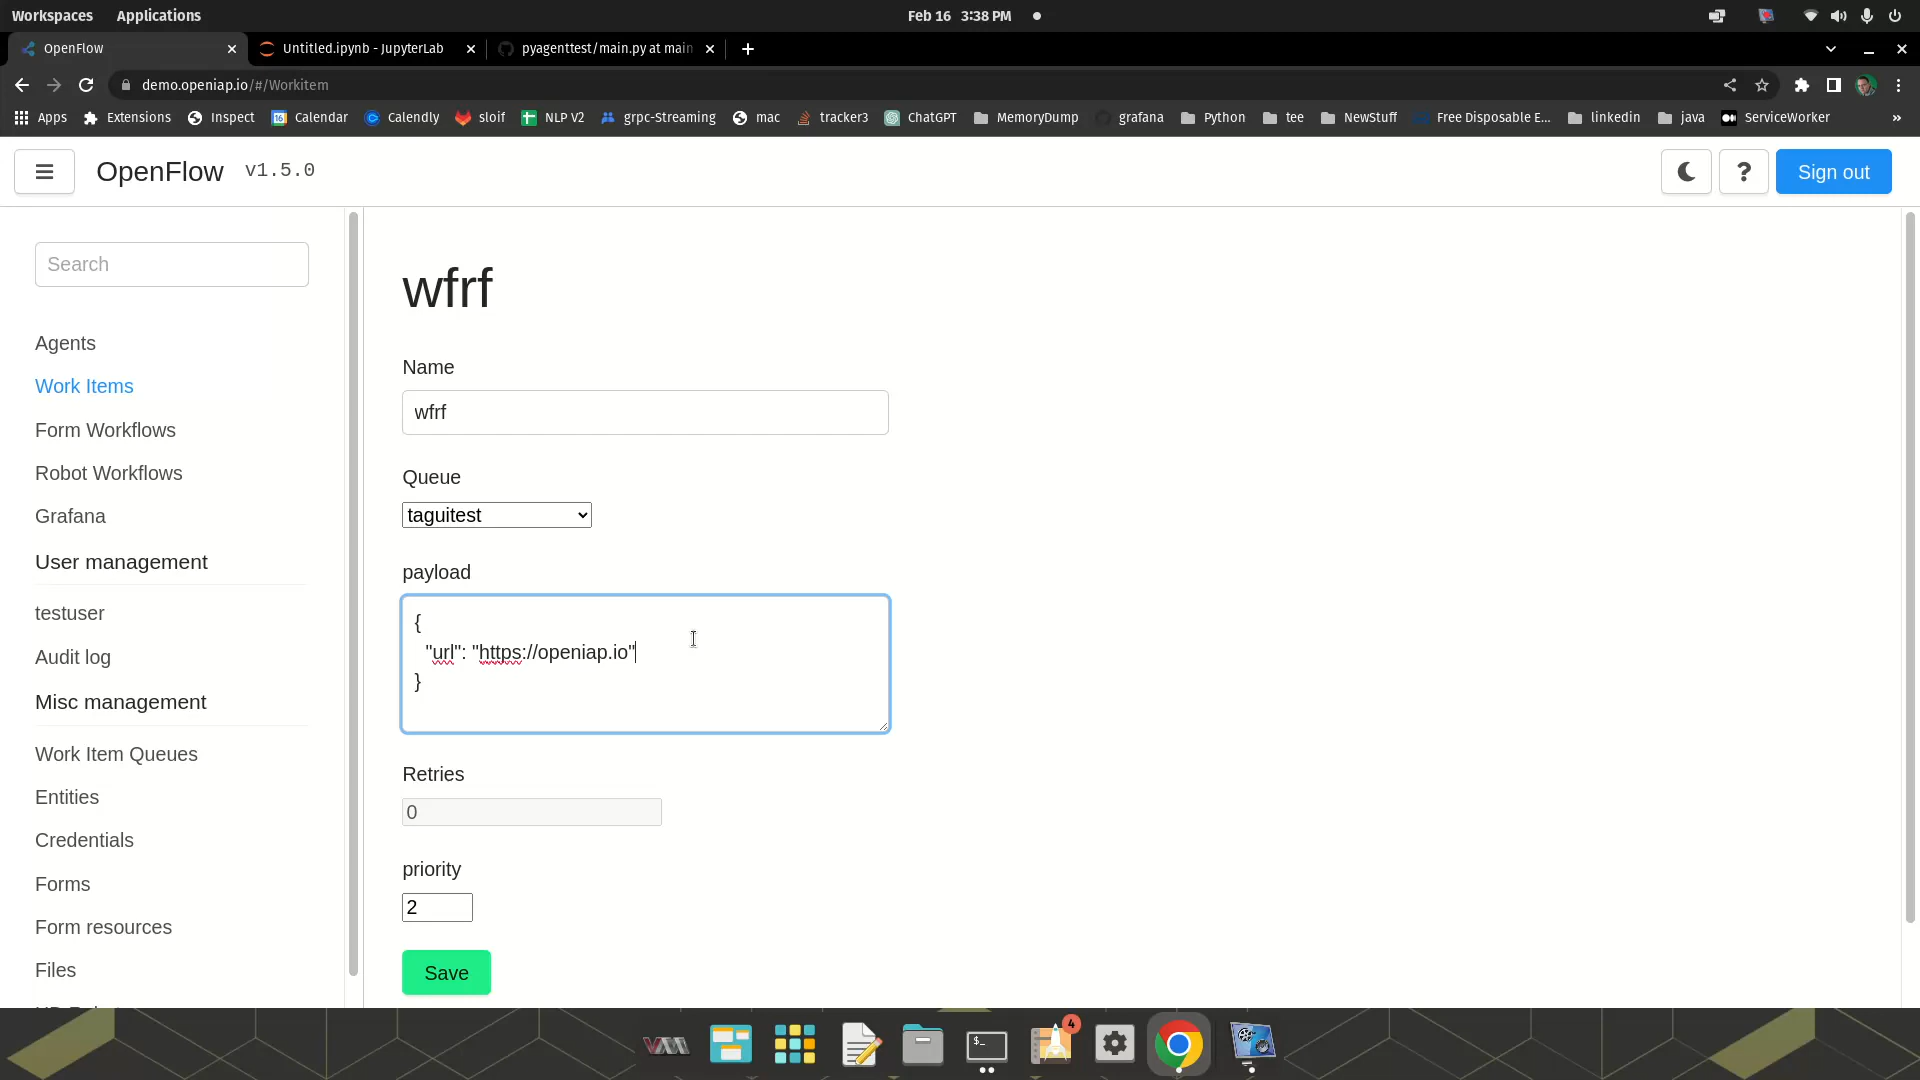 Workspaces Applications Feb 16 3:38 PM
OpenFlow Untitled.ipynb - JupyterLab pyagenttest/main.py at main
demo.openiap.io/#/Workitem
Apps Extensions Inspect Calendar Calendly sloif NLP V2 grpc-Streaming mac tracker3 ChatGPT MemoryDump grafana Python tee NewStuff Free Disposable E... linkedin java ServiceWorker »
OpenFlow v1.5.0 ? Sign out
Search
Agents
Work Items
Form Workflows
Robot Workflows
Grafana
User management
testuser
Audit log
Misc management
Work Item Queues
Entities
Credentials
Forms
Form resources
Files
wfrf
Name
wfrf
Queue
taguitest
payload
{
"url": "https://openiap.io"
}
Retries
0
priority
2
Save
$_
4